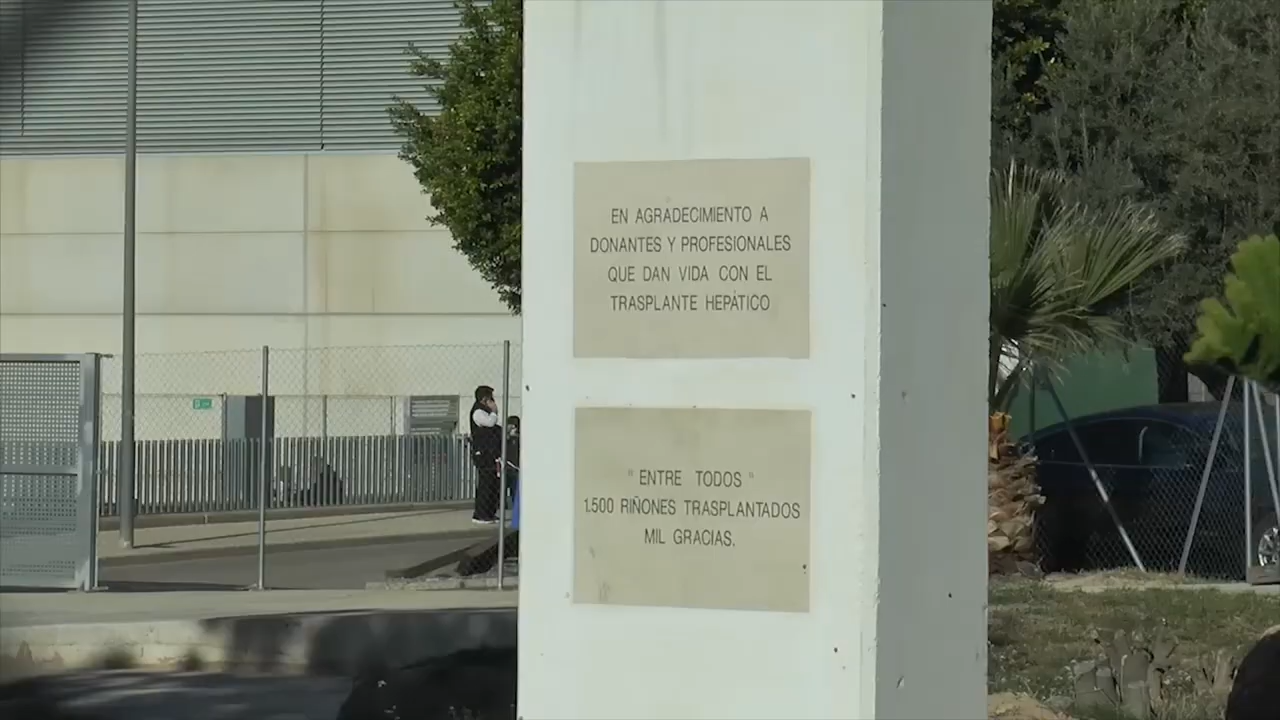 EN AGRADECIMIENTO A
DONANTES Y PROFESIONALES
QUE DAN VIDA CON EL
TRASPLANTE HEPÁTICO
" ENTRE TODOS "
1.500 RIÑONES TRASPLANTADOS
MIL GRACIAS.